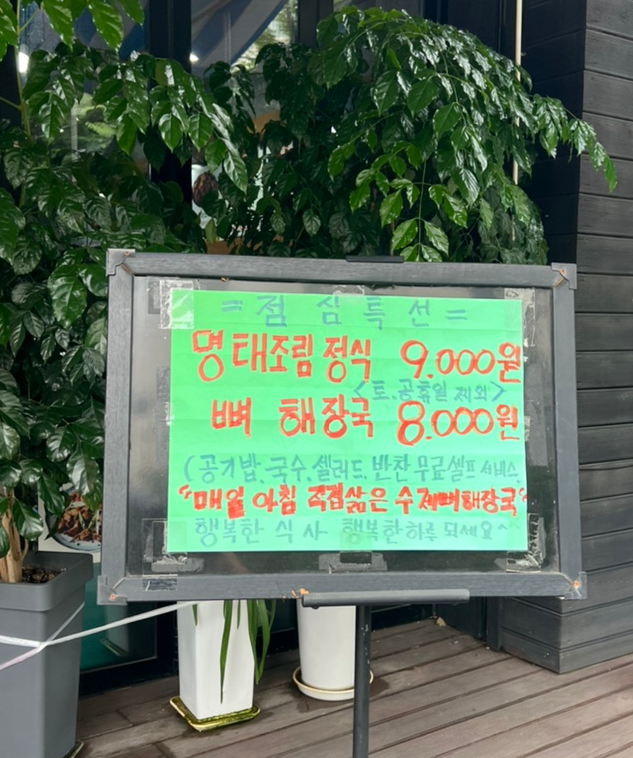 = 점 심 특 선 =
명태조림 정식 9.000원
<토.공휴일 제외>
뼈 해장국 8.000원
(공기밥.국수.샐러드.반찬 무료셀프 서비스
"매일 아침 직접삶은 수제뼈해장국"
행복한 식사 행복한하루 되세요~